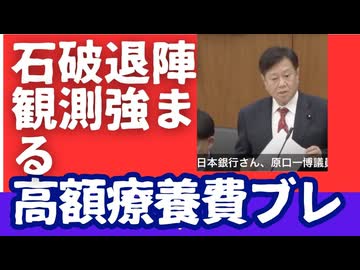 石破退陣
観測強ま
る
日本銀行さん、原口一博議員
高額療養費ブレ